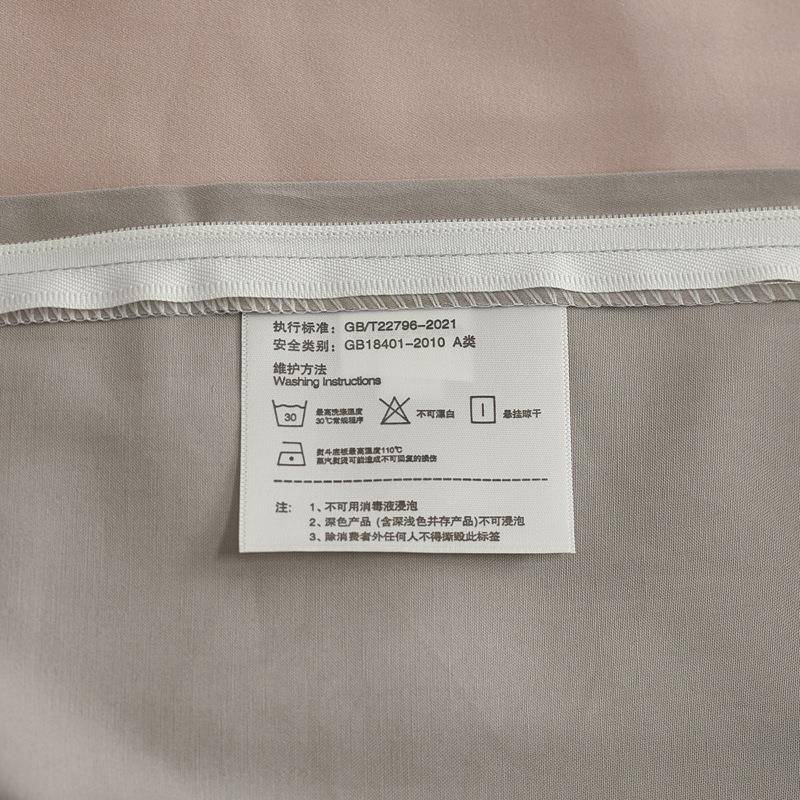 执行标准：GB/T22796-2021
安全类别：GB18401-2010 A类
维护方法
Washing Instructions
30
最高洗涤温度
30℃常规程序
不可漂白
悬挂晾干
熨斗底板最高温度110℃
蒸汽熨烫可能造成不可回复的损伤
注：1、不可用消毒液浸泡
2、深色产品（含深浅色并存产品)不可浸泡
3、除消费者外任何人不得撕毁此标签